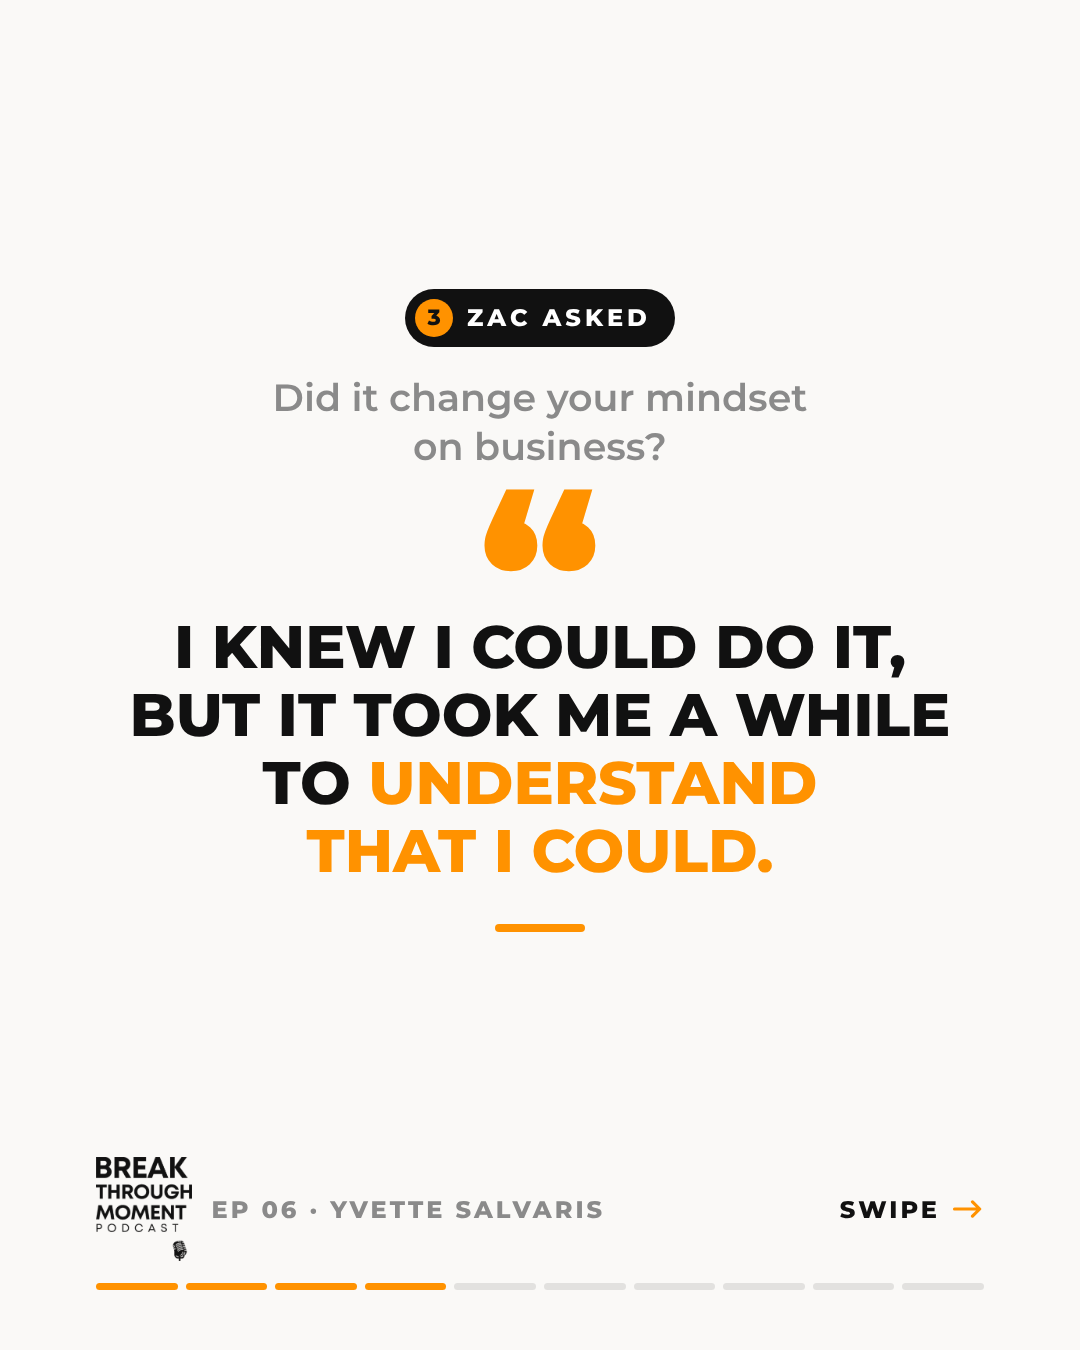 3 ZAC ASKED
Did it change your mindset
on business?
“
I KNEW I COULD DO IT,
BUT IT TOOK ME A WHILE
TO UNDERSTAND
THAT I COULD.
BREAK
THROUGH
MOMENT
PODCAST
EP 06 · YVETTE SALVARIS
SWIPE →